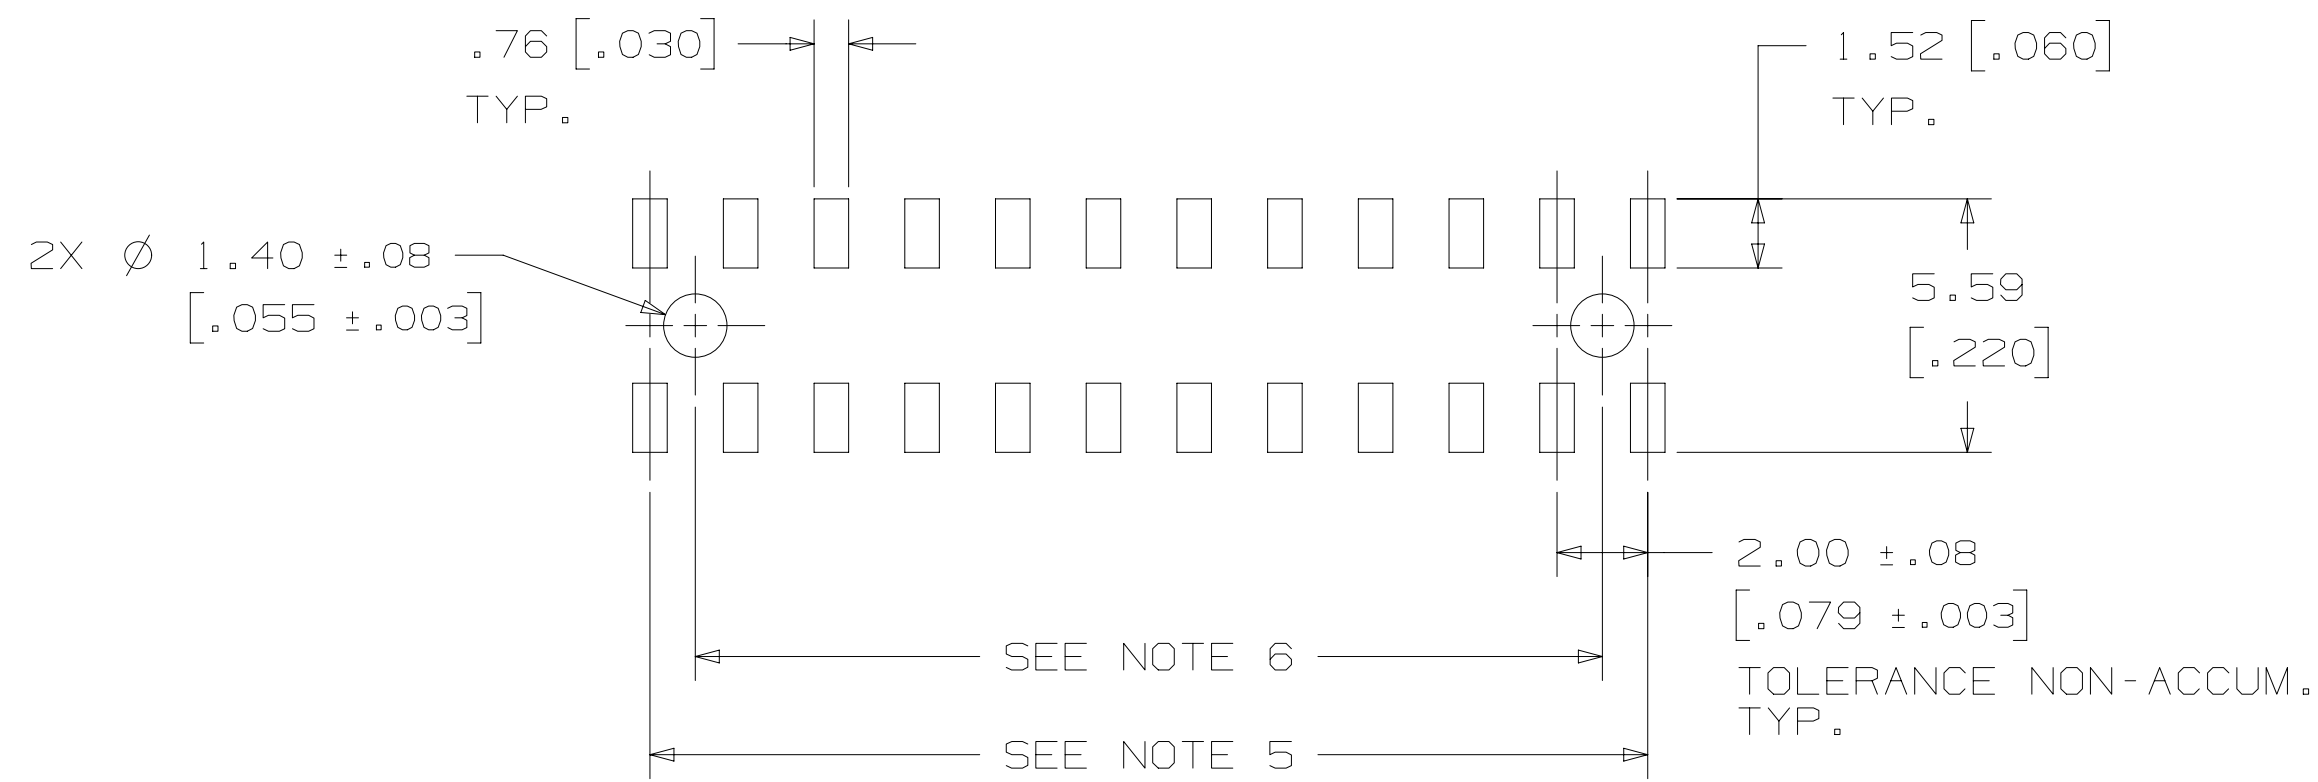 .76 [.030]
TYP.
1.52 [.060]
TYP.
2X Ø 1.40 ±.08
[.055 ±.003]
5.59
[.220]
2.00 ±.08
[.079 ±.003]
TOLERANCE NON-ACCUM.
TYP.
SEE NOTE 6
SEE NOTE 5